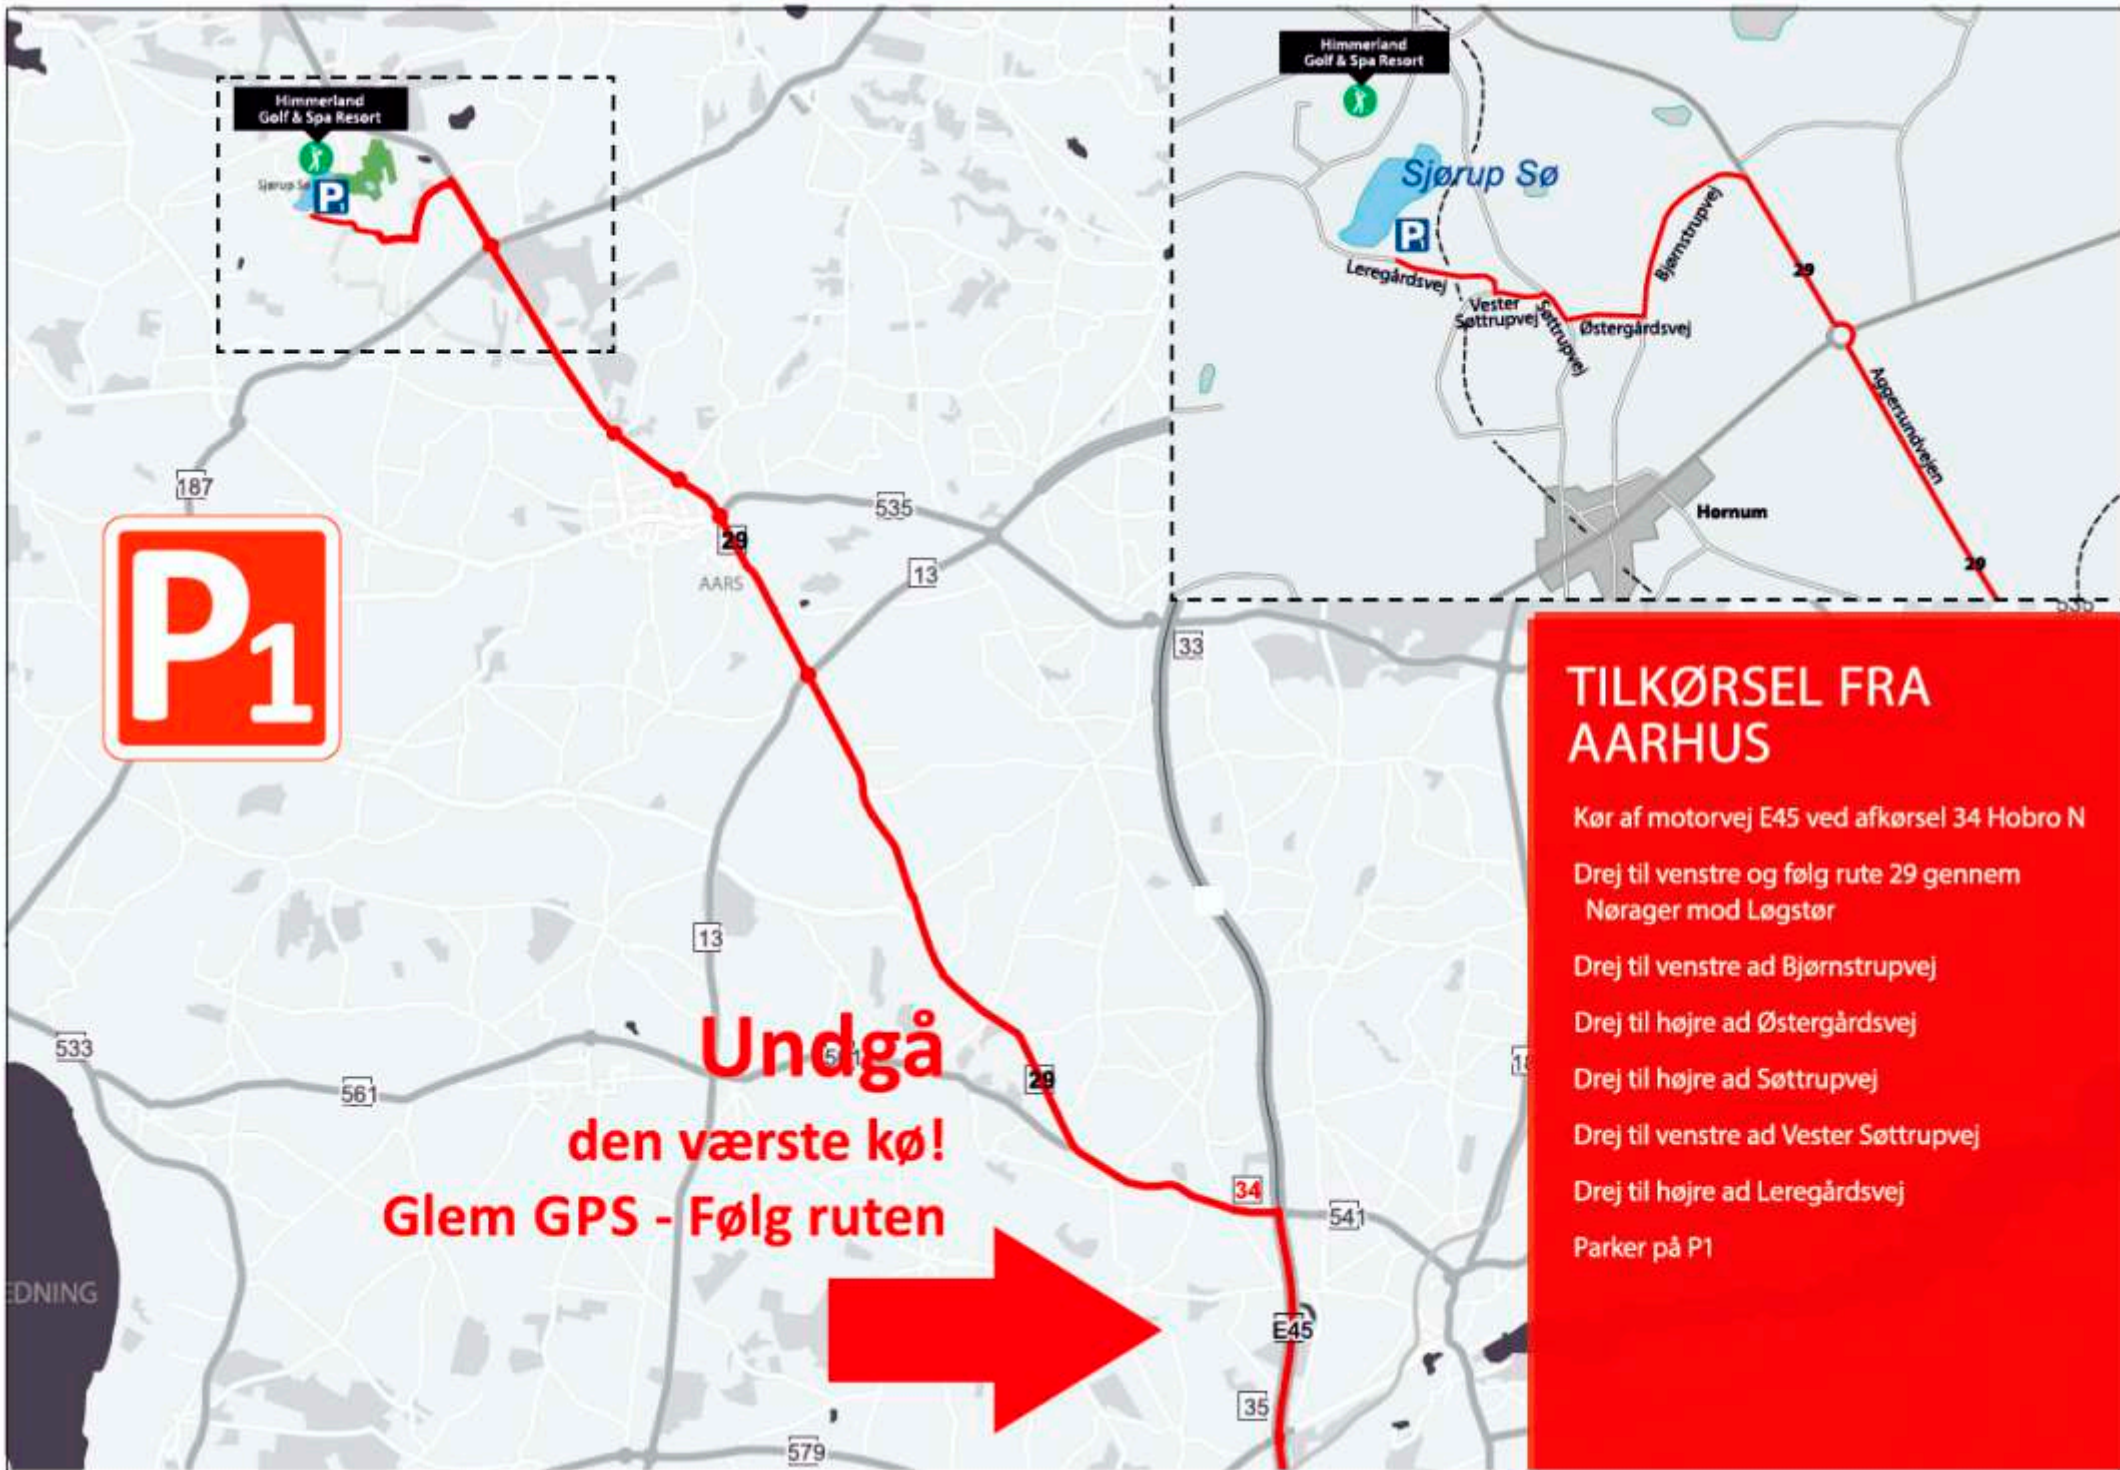 Himmerland
Golf & Spa Resort
Sjørup Sø
P1
187
P1
535
13
29
AARS
33
13
533
561
29
Undgå
den værste kø!
Glem GPS - Følg ruten
34
541
EDNING
E45
35
579
Himmerland
Golf & Spa Resort
Sjørup Sø
P1
Leregårdsvej
Vester
Søttrupvej
Søttrupvej
Østergårdsvej
Bjørnstrupvej
29
Aggersundvejen
Hornum
29
TILKØRSEL FRA
AARHUS
Kør af motorvej E45 ved afkørsel 34 Hobro N
Drej til venstre og følg rute 29 gennem
Nørager mod Løgstør
Drej til venstre ad Bjørnstrupvej
Drej til højre ad Østergårdsvej
Drej til højre ad Søttrupvej
Drej til venstre ad Vester Søttrupvej
Drej til højre ad Leregårdsvej
Parker på P1